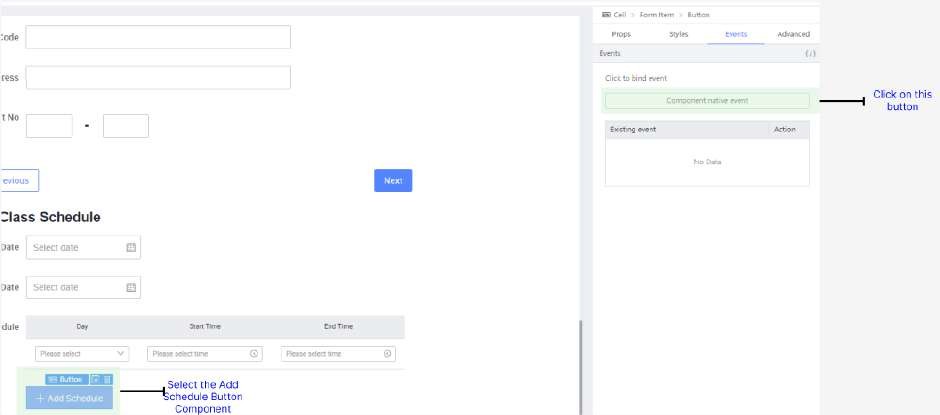 Cell > Form Item > Button
Props Styles Events Advanced
Events {;}
Click to bind event
Component native event
Click on this
button
Existing event Action
No Data
Code
ress
t No
-
evious
Next
Class Schedule
Date Select date
Date Select date
dule
Day Start Time End Time
Please select Please select time Please select time
Button
+ Add Schedule
Select the Add
Schedule Button
Component